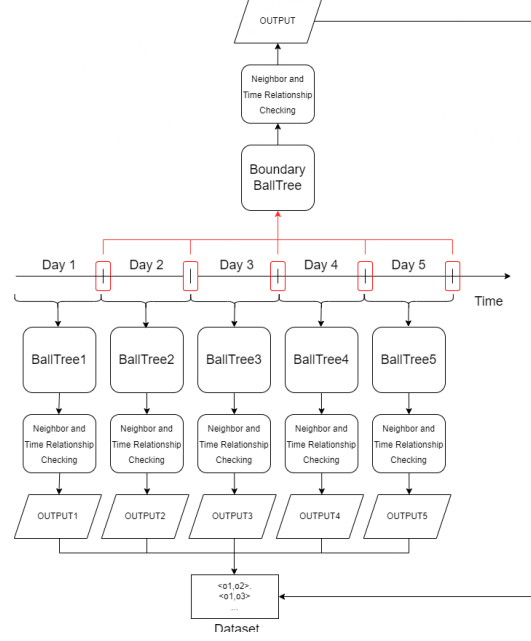 OUTPUT
Neighbor and
Time Relationship
Checking
Boundary
BallTree
Day 1 Day 2 Day 3 Day 4 Day 5
Time
BallTree1 BallTree2 BallTree3 BallTree4 BallTree5
Neighbor and Neighbor and Neighbor and Neighbor and Neighbor and
Time Relationship Time Relationship Time Relationship Time Relationship Time Relationship
Checking Checking Checking Checking Checking
OUTPUT1 OUTPUT2 OUTPUT3 OUTPUT4 OUTPUT5
<o1,o2>.
<o1,o3>
...
Dataset